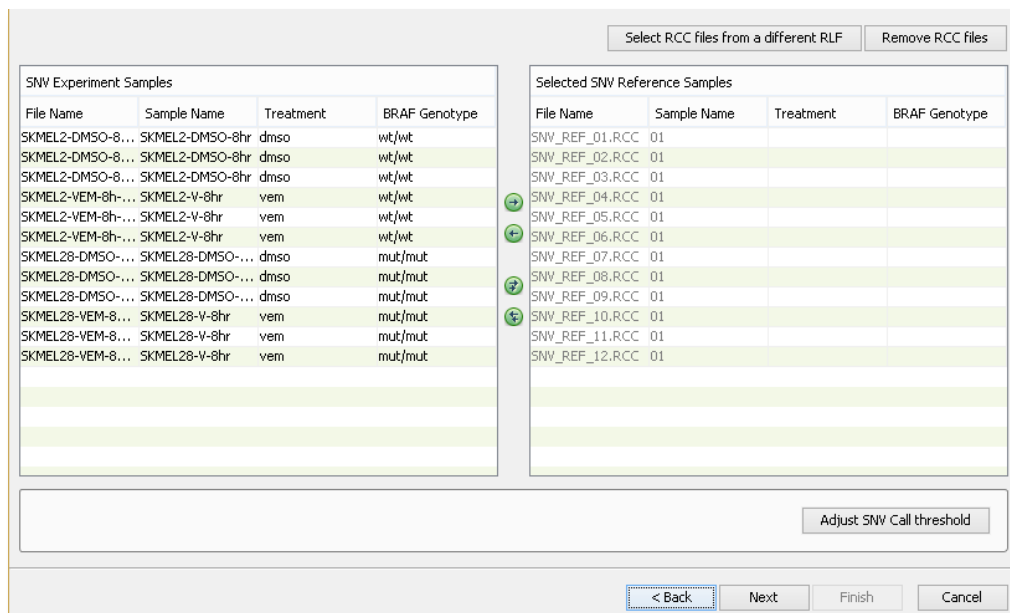 Select RCC files from a different RLF Remove RCC files
SNV Experiment Samples Selected SNV Reference Samples
File Name Sample Name Treatment BRAF Genotype File Name Sample Name Treatment BRAF Genotype
SKMEL2-DMSO-8... SKMEL2-DMSO-8hr dmso wt/wt SNV_REF_01.RCC 01
SKMEL2-DMSO-8... SKMEL2-DMSO-8hr dmso wt/wt SNV_REF_02.RCC 01
SKMEL2-DMSO-8... SKMEL2-DMSO-8hr dmso wt/wt SNV_REF_03.RCC 01
SKMEL2-VEM-8h-... SKMEL2-V-8hr vem wt/wt SNV_REF_04.RCC 01
SKMEL2-VEM-8h-... SKMEL2-V-8hr vem wt/wt SNV_REF_05.RCC 01
SKMEL2-VEM-8h-... SKMEL2-V-8hr vem wt/wt SNV_REF_06.RCC 01
SKMEL28-DMSO-... SKMEL28-DMSO-... dmso mut/mut SNV_REF_07.RCC 01
SKMEL28-DMSO-... SKMEL28-DMSO-... dmso mut/mut SNV_REF_08.RCC 01
SKMEL28-DMSO-... SKMEL28-DMSO-... dmso mut/mut SNV_REF_09.RCC 01
SKMEL28-VEM-8... SKMEL28-V-8hr vem mut/mut SNV_REF_10.RCC 01
SKMEL28-VEM-8... SKMEL28-V-8hr vem mut/mut SNV_REF_11.RCC 01
SKMEL28-VEM-8... SKMEL28-V-8hr vem mut/mut SNV_REF_12.RCC 01
Adjust SNV Call threshold
< Back Next Finish Cancel